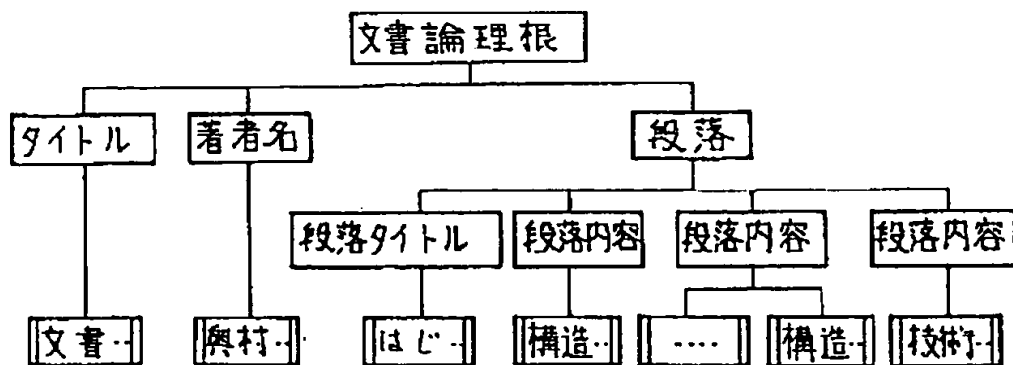 文書論理根
タイトル 著者名 段落
段落タイトル 段落内容 段落内容 段落内容
文書‥ 奥村‥ はじ‥ 構造‥ ‥‥ 構造‥ 技術‥